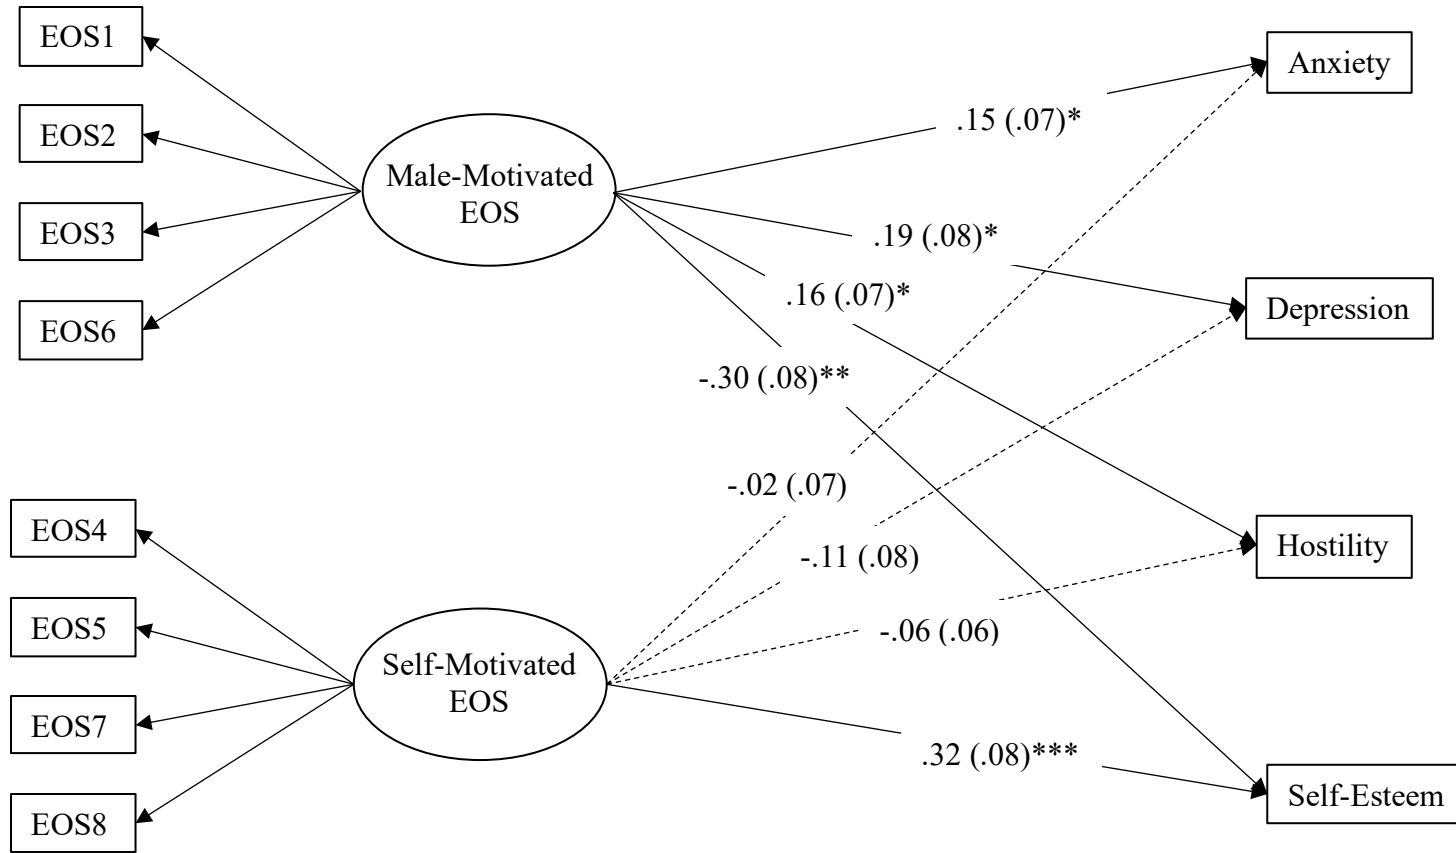 EOS1
EOS2
EOS3
EOS6
Male-Motivated
EOS
.15 (.07)*
.19 (.08)*
.16 (.07)*
-.30 (.08)**
Anxiety
Depression
Hostility
Self-Esteem
EOS4
EOS5
EOS7
EOS8
Self-Motivated
EOS
-.02 (.07)
-.11 (.08)
-.06 (.06)
.32 (.08)***